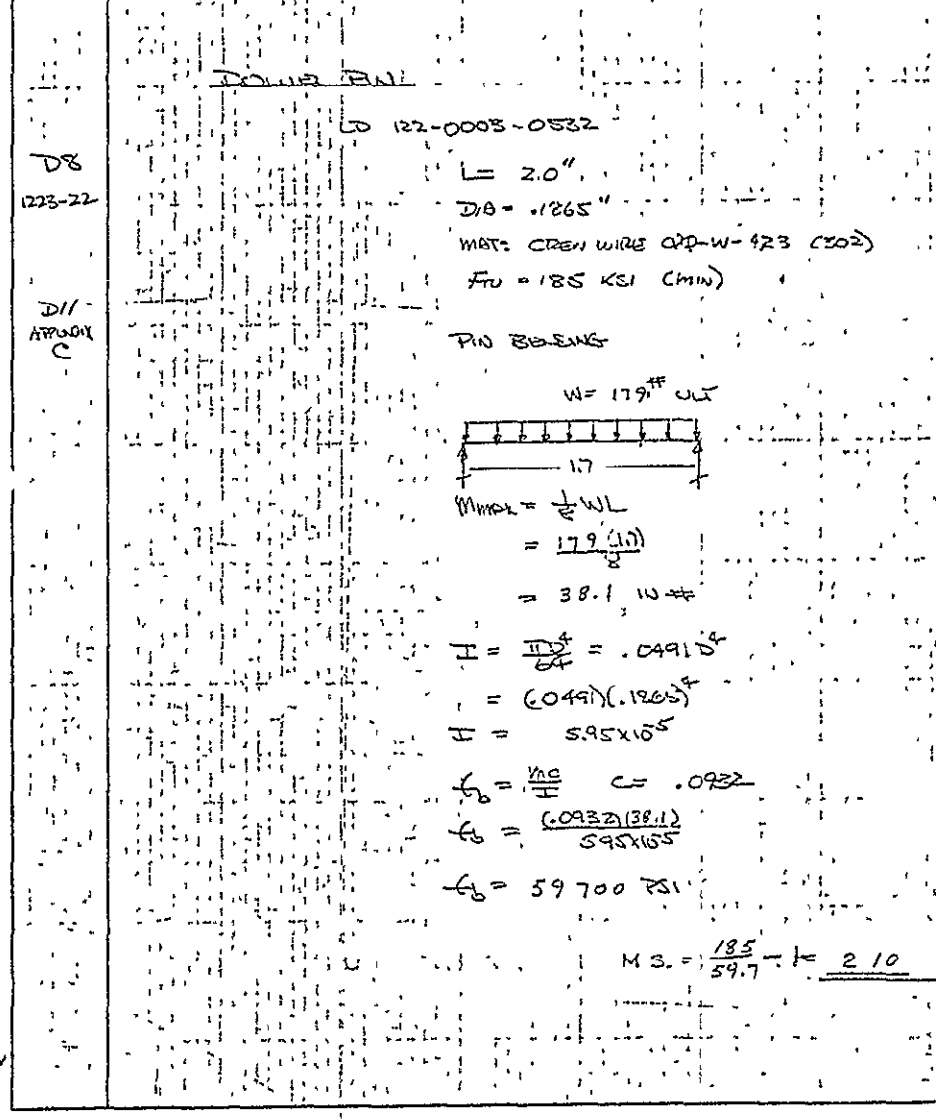 DOWEL PIN
LD 122-0003-0532
D8
1223-22
L = 2.0"
DIA = .1865"
MAT: CRES WIRE QQ-W-423 (302)
FTU = 185 KSI (MIN)
D11
APPENDIX
C
PIN BENDING
W = 179# ULT
1.7
MMAX = 1/8 WL
= 179(1.7)/8
= 38.1 IN #
I = πD⁴/64 = .0491D⁴
= (.0491)(.1865)⁴
I = 5.95x10⁻⁵
fb = MC/I C = .0932
fb = (.0932)(38.1)/5.95x10⁻⁵
fb = 59 700 PSI
M S. = 185/59.7 - 1 = 2 10